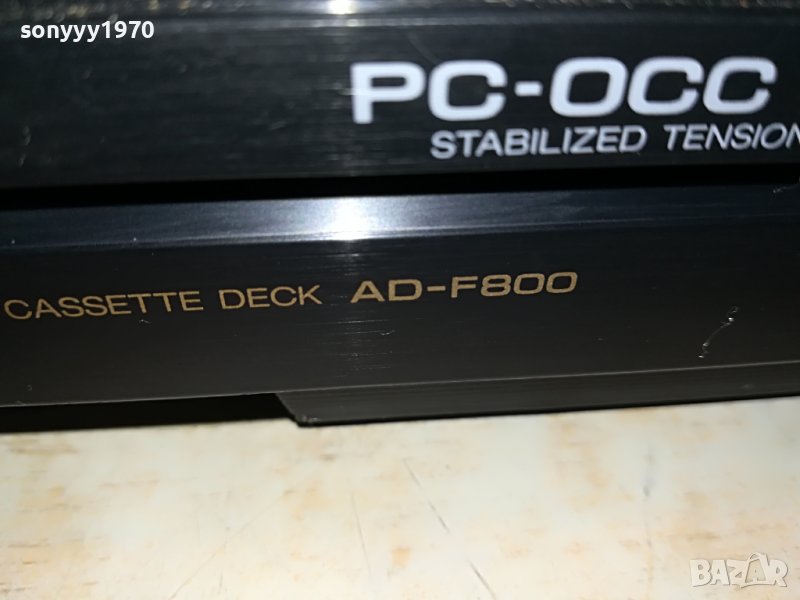 sonyyy1970
PC-OCC
STABILIZED TENSION
CASSETTE DECK AD-F800
BAZAR